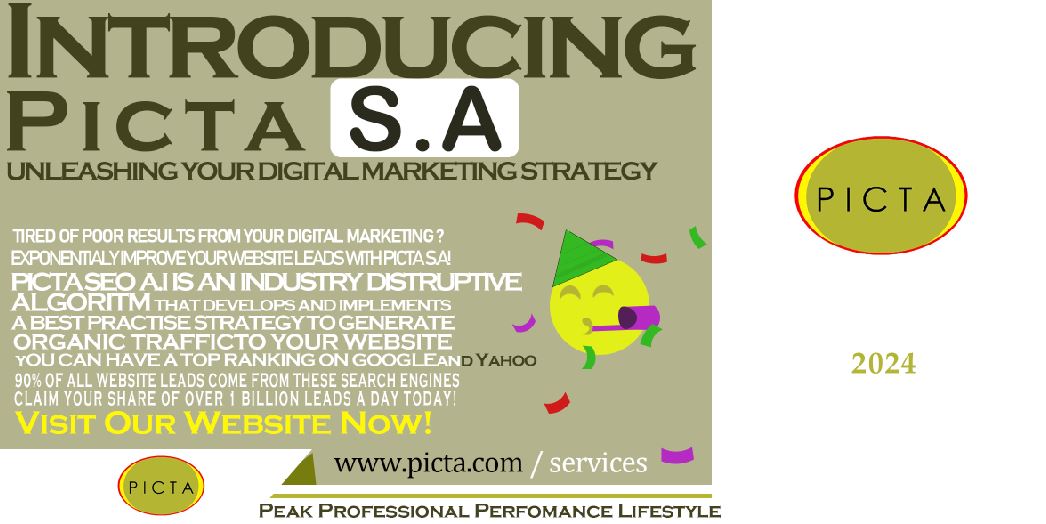 INTRODUCING
PICTA S.A
UNLEASHING YOUR DIGITAL MARKETING STRATEGY
TIRED OF POOR RESULTS FROM YOUR DIGITAL MARKETING ?
EXPONENTIALY IMPROVE YOUR WEBSITE LEADS WITH PICTA S.A!
PICTASEO A.I IS AN INDUSTRY DISTRUPTIVE
ALGORITM THAT DEVELOPS AND IMPLEMENTS
A BEST PRACTISE STRATEGY TO GENERATE
ORGANIC TRAFFICTO YOUR WEBSITE
YOU CAN HAVE A TOP RANKING ON GOOGLE AND YAHOO
90% OF ALL WEBSITE LEADS COME FROM THESE SEARCH ENGINES
CLAIM YOUR SHARE OF OVER 1 BILLION LEADS A DAY TODAY!
VISIT OUR WEBSITE NOW!
www.picta.com / services
PICTA
PEAK PROFESSIONAL PERFOMANCE LIFESTYLE
PICTA
2024